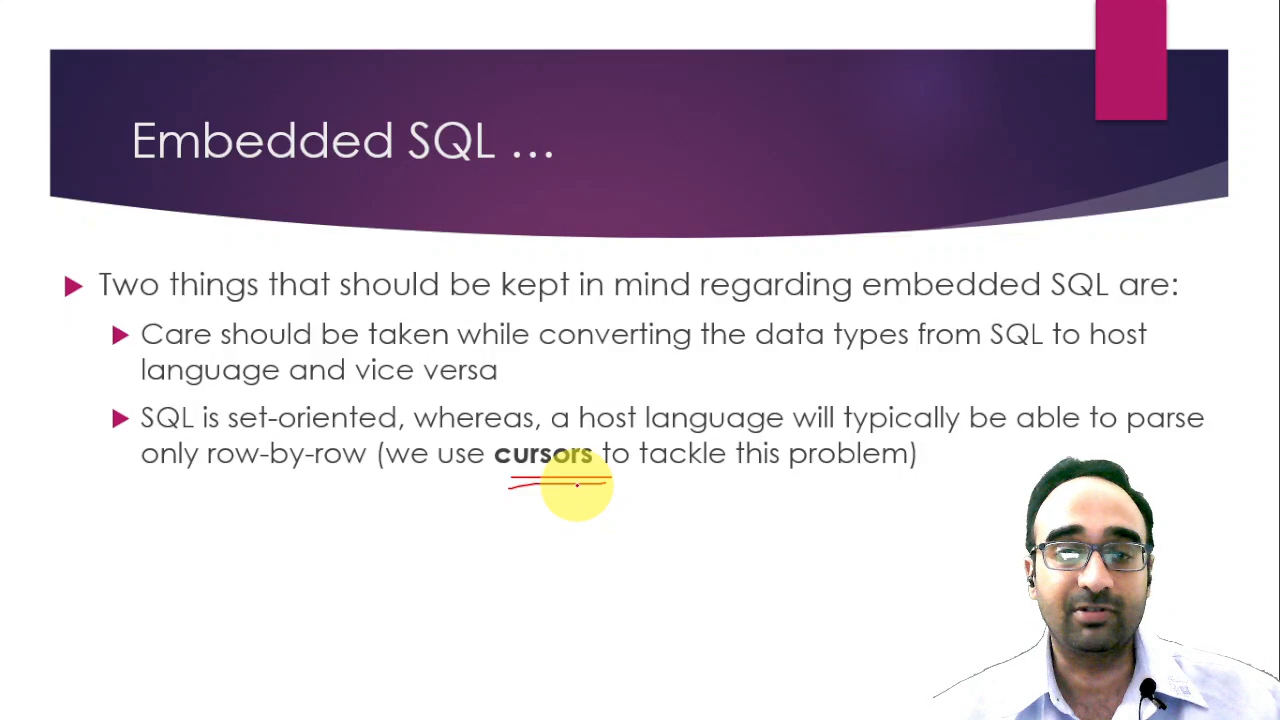 Embedded SQL ...
Two things that should be kept in mind regarding embedded SQL are:
Care should be taken while converting the data types from SQL to host
language and vice versa
SQL is set-oriented, whereas, a host language will typically be able to parse
only row-by-row (we use cursors to tackle this problem)